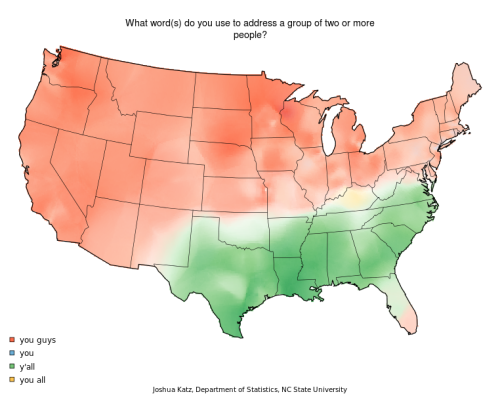 What word(s) do you use to address a group of two or more
people?
you guys
you
y'all
you all
Joshua Katz, Department of Statistics, NC State University